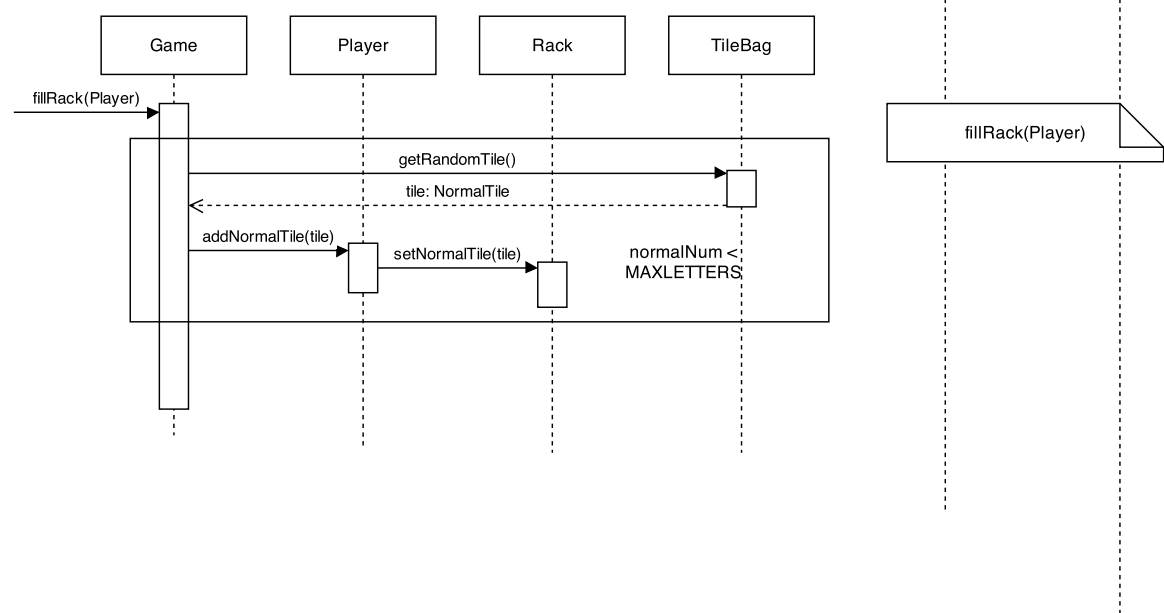 Game
Player
Rack
TileBag
fillRack(Player)
fillRack(Player)
getRandomTile()
tile: NormalTile
addNormalTile(tile)
setNormalTile(tile)
normalNum <
MAXLETTERS